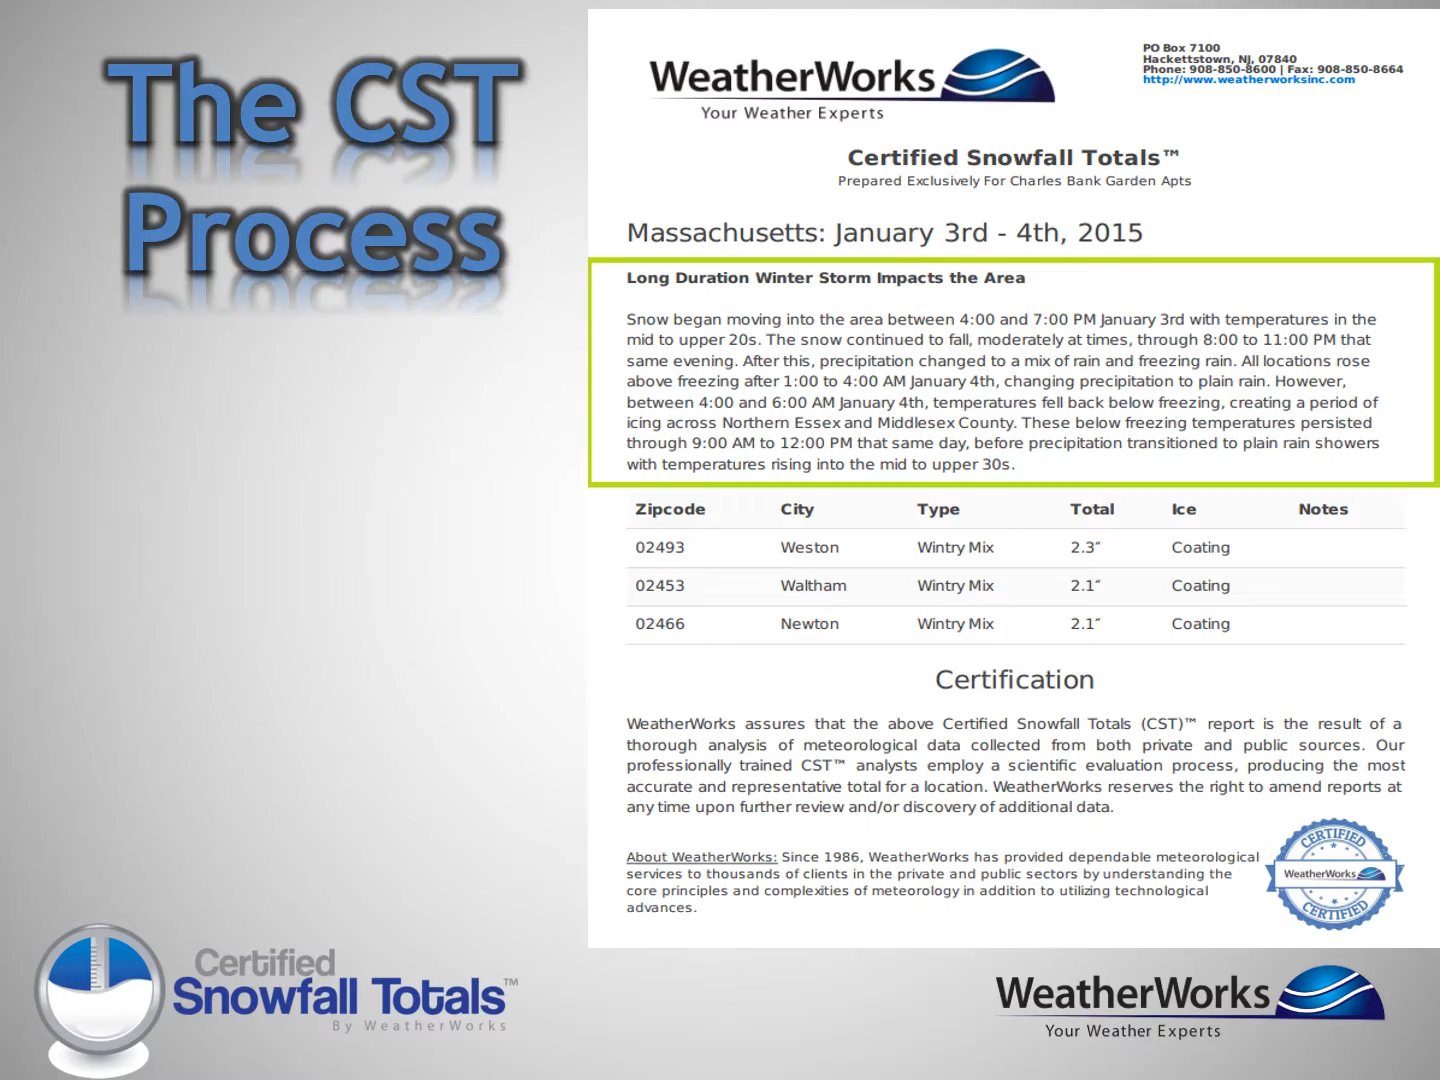 The CST
Process
WeatherWorks
Your Weather Experts
PO Box 7100
Hackettstown, NJ, 07840
Phone: 908-850-8600 | Fax: 908-850-8664
http://www.weatherworksinc.com
Certified Snowfall Totals™
Prepared Exclusively For Charles Bank Garden Apts
Massachusetts: January 3rd - 4th, 2015
Long Duration Winter Storm Impacts the Area
Snow began moving into the area between 4:00 and 7:00 PM January 3rd with temperatures in the
mid to upper 20s. The snow continued to fall, moderately at times, through 8:00 to 11:00 PM that
same evening. After this, precipitation changed to a mix of rain and freezing rain. All locations rose
above freezing after 1:00 to 4:00 AM January 4th, changing precipitation to plain rain. However,
between 4:00 and 6:00 AM January 4th, temperatures fell back below freezing, creating a period of
icing across Northern Essex and Middlesex County. These below freezing temperatures persisted
through 9:00 AM to 12:00 PM that same day, before precipitation transitioned to plain rain showers
with temperatures rising into the mid to upper 30s.
Zipcode City Type Total Ice Notes
02493 Weston Wintry Mix 2.3″ Coating
02453 Waltham Wintry Mix 2.1″ Coating
02466 Newton Wintry Mix 2.1″ Coating
Certification
WeatherWorks assures that the above Certified Snowfall Totals (CST)™ report is the result of a
thorough analysis of meteorological data collected from both private and public sources. Our
professionally trained CST™ analysts employ a scientific evaluation process, producing the most
accurate and representative total for a location. WeatherWorks reserves the right to amend reports at
any time upon further review and/or discovery of additional data.
About WeatherWorks: Since 1986, WeatherWorks has provided dependable meteorological
services to thousands of clients in the private and public sectors by understanding the
core principles and complexities of meteorology in addition to utilizing technological
advances.
CERTIFIED
WeatherWorks
CERTIFIED
Certified
Snowfall Totals™
By WeatherWorks
WeatherWorks
Your Weather Experts